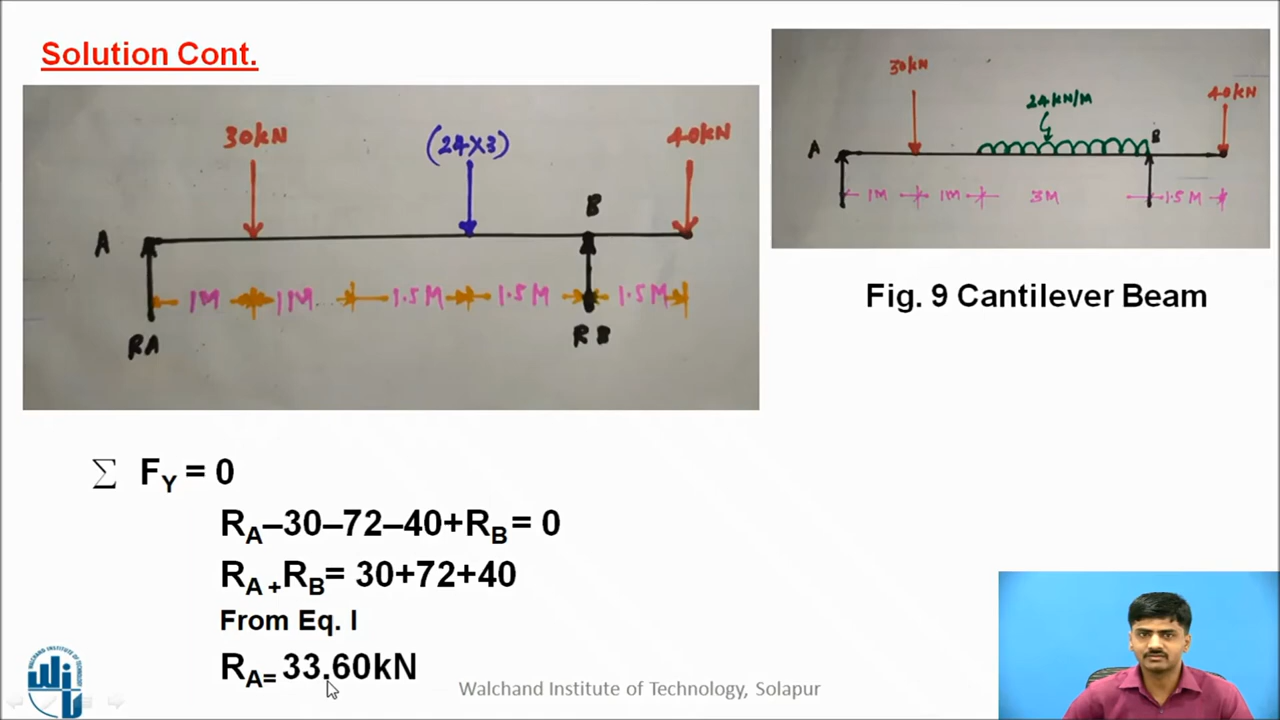 Solution Cont.
30kN
(24×3)
40kN
A
B
1M 1M 1.5M 1.5M 1.5M
RA
RB
30kN
24kN/M
40kN
A
B
1M 1M 3M 1.5M
Fig. 9 Cantilever Beam
∑ FY = 0
RA–30–72–40+RB = 0
RA + RB= 30+72+40
From Eq. I
RA= 33.60kN
Walchand Institute of Technology, Solapur